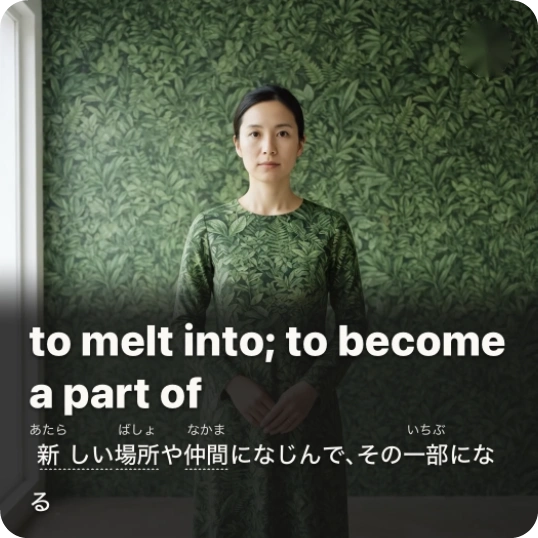 to melt into; to become
a part of
あたら ばしょ なかま いちぶ
新しい場所や仲間になじんで、その一部にな
る